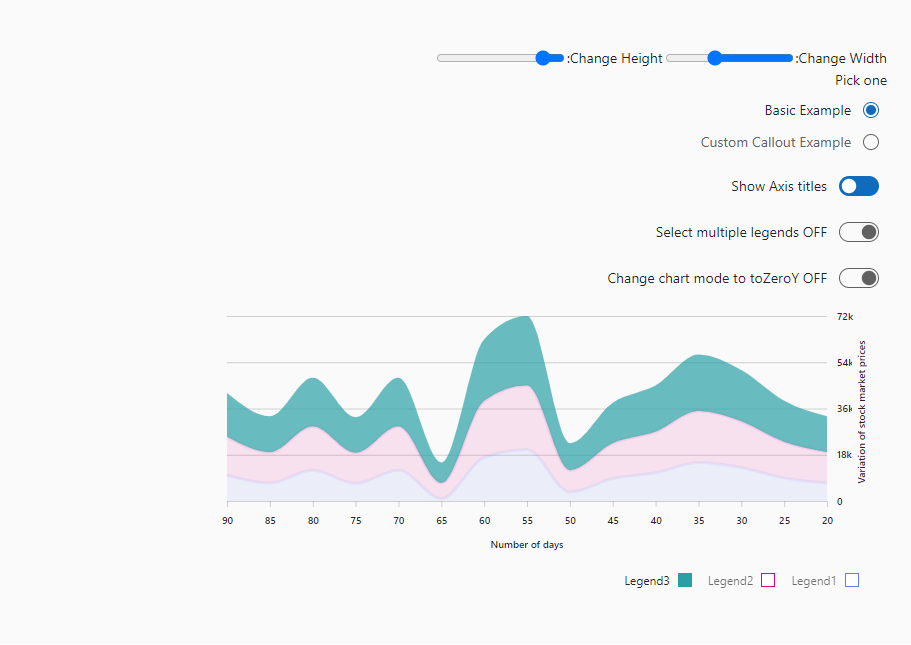 :Change Height :Change Width
Pick one
Basic Example
Custom Callout Example
Show Axis titles
Select multiple legends OFF
Change chart mode to toZeroY OFF
72k
54k
36k
18k
0
Variation of stock market prices
90 85 80 75 70 65 60 55 50 45 40 35 30 25 20
Number of days
Legend3 Legend2 Legend1